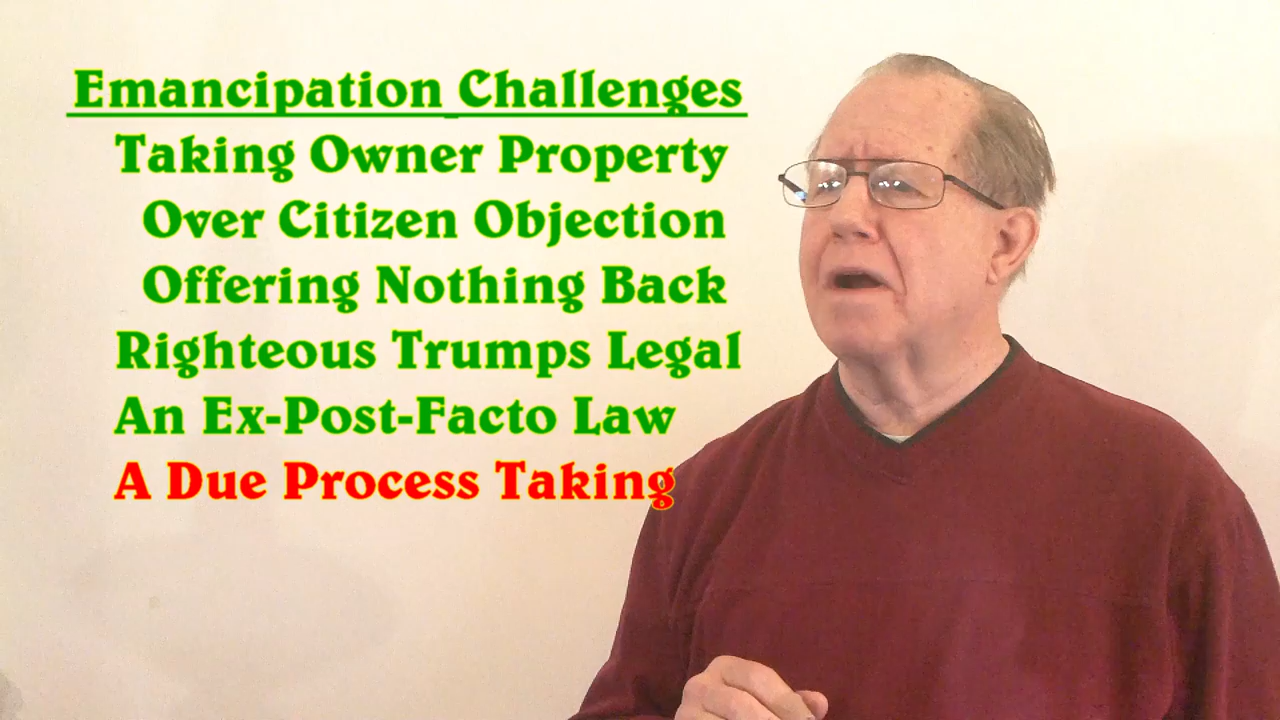 Emancipation Challenges
Taking Owner Property
Over Citizen Objection
Offering Nothing Back
Righteous Trumps Legal
An Ex-Post-Facto Law
A Due Process Taking